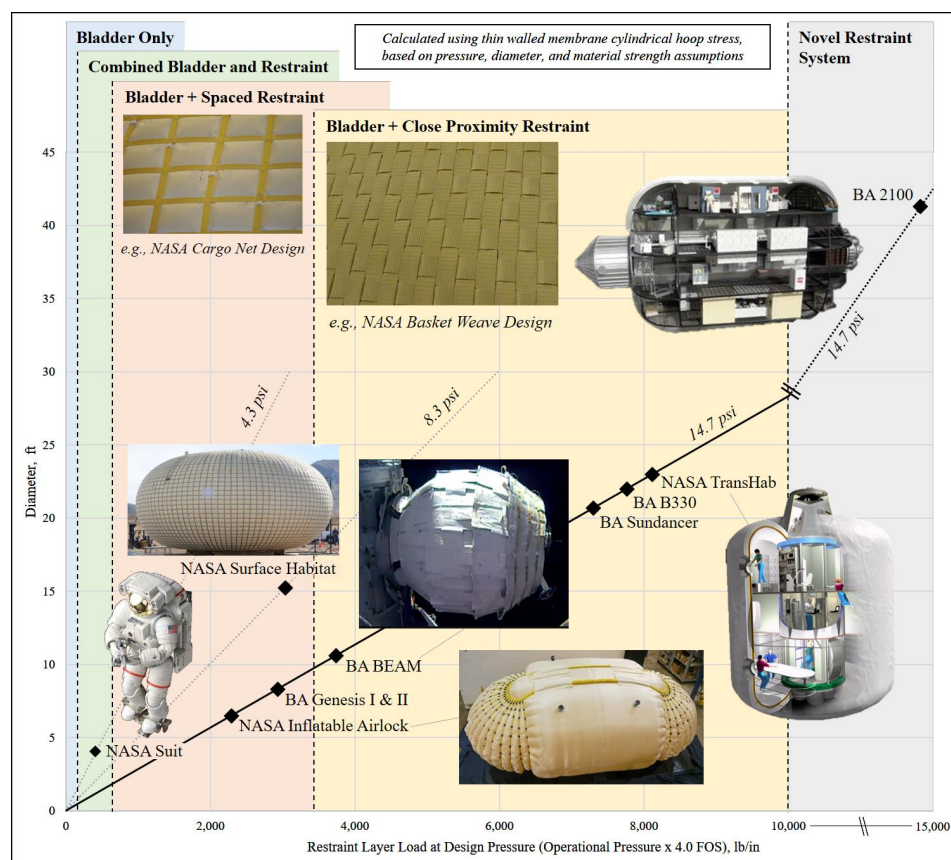 Bladder Only
Combined Bladder and Restraint
Bladder + Spaced Restraint
Bladder + Close Proximity Restraint
Novel Restraint
System
Calculated using thin walled membrane cylindrical hoop stress,
based on pressure, diameter, and material strength assumptions
e.g., NASA Cargo Net Design
e.g., NASA Basket Weave Design
BA 2100
14.7 psi
4.3 psi
8.3 psi
14.7 psi
NASA TransHab
BA B330
BA Sundancer
NASA Surface Habitat
BA BEAM
BA Genesis I & II
NASA Inflatable Airlock
NASA Suit
Diameter, ft
45
40
35
30
25
20
15
10
5
0
0
2,000
4,000
6,000
8,000
10,000
15,000
Restraint Layer Load at Design Pressure (Operational Pressure x 4.0 FOS), lb/in